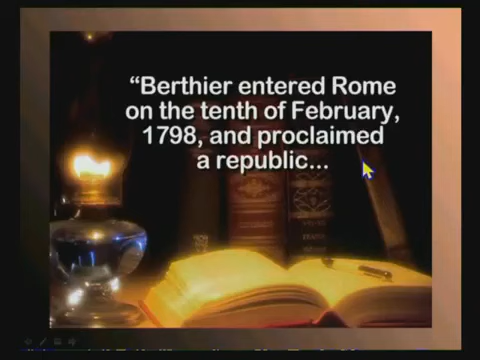 “Berthier entered Rome
on the tenth of February,
1798, and proclaimed
a republic...